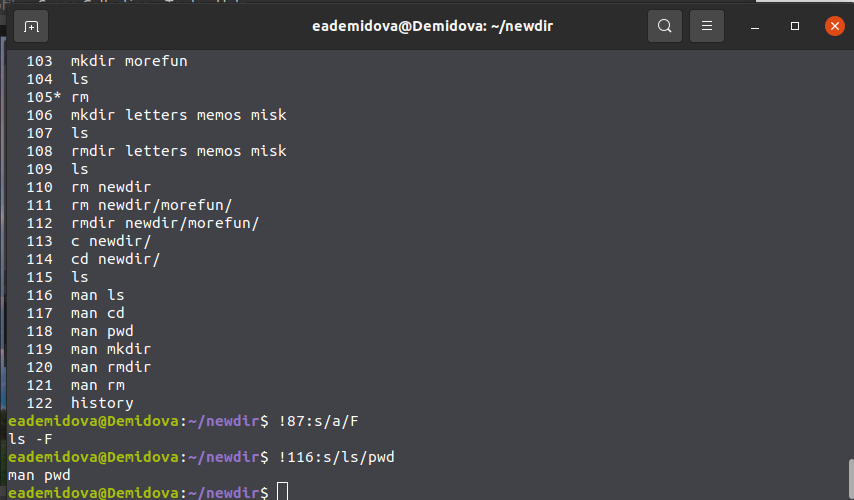 eademidova@Demidova: ~/newdir
103 mkdir morefun
104 ls
105* rm
106 mkdir letters memos misk
107 ls
108 rmdir letters memos misk
109 ls
110 rm newdir
111 rm newdir/morefun/
112 rmdir newdir/morefun/
113 c newdir/
114 cd newdir/
115 ls
116 man ls
117 man cd
118 man pwd
119 man mkdir
120 man rmdir
121 man rm
122 history
eademidova@Demidova:~/newdir$ !87:s/a/F
ls -F
eademidova@Demidova:~/newdir$ !116:s/ls/pwd
man pwd
eademidova@Demidova:~/newdir$